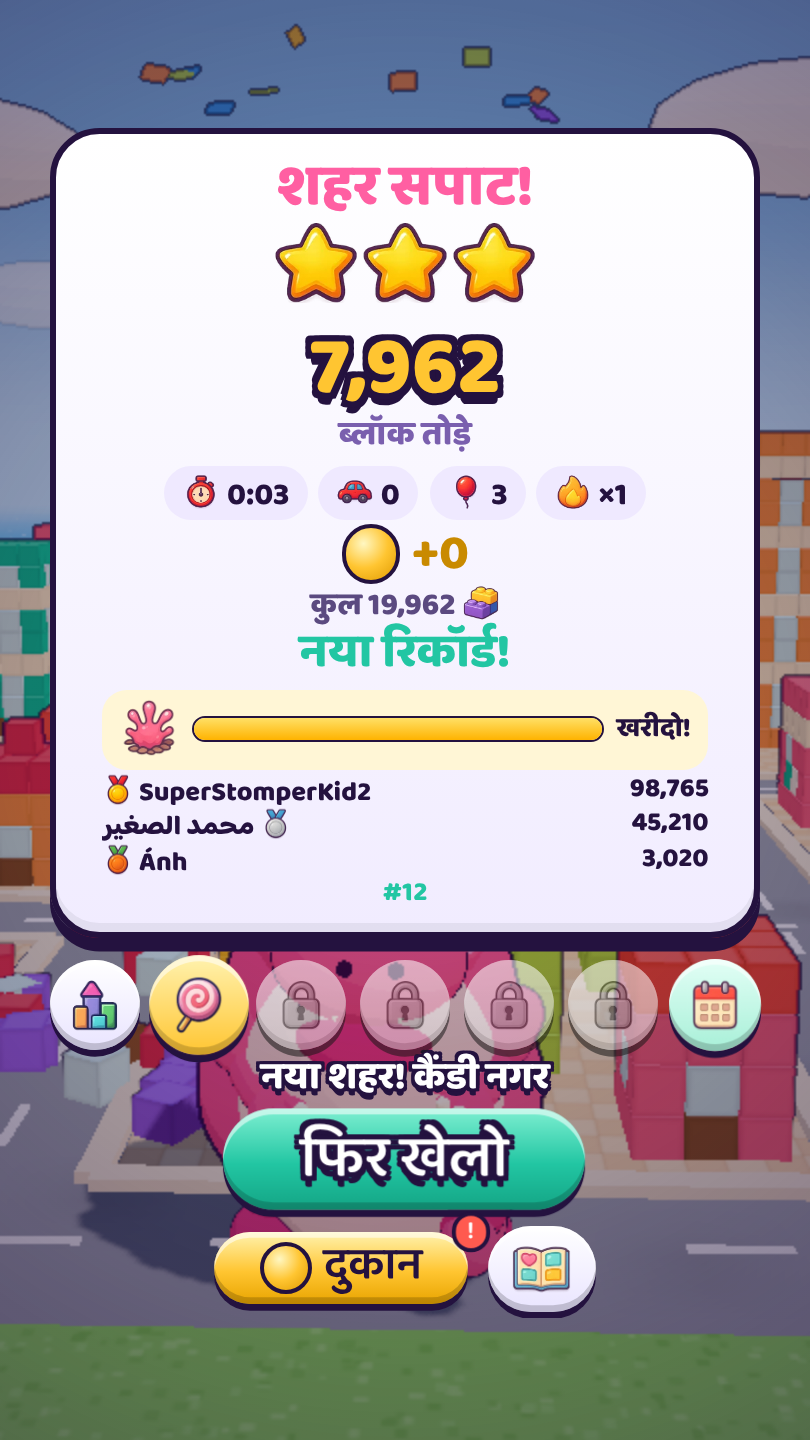 शहर सपाट!
7,962
ब्लॉक तोड़े
0:03 0 3 ×1
+0
कुल 19,962
नया रिकॉर्ड!
खरीदो!
SuperStomperKid2 98,765
محمد الصغير 45,210
Ánh 3,020
#12
नया शहर! कैंडी नगर
फिर खेलो
!
दुकान